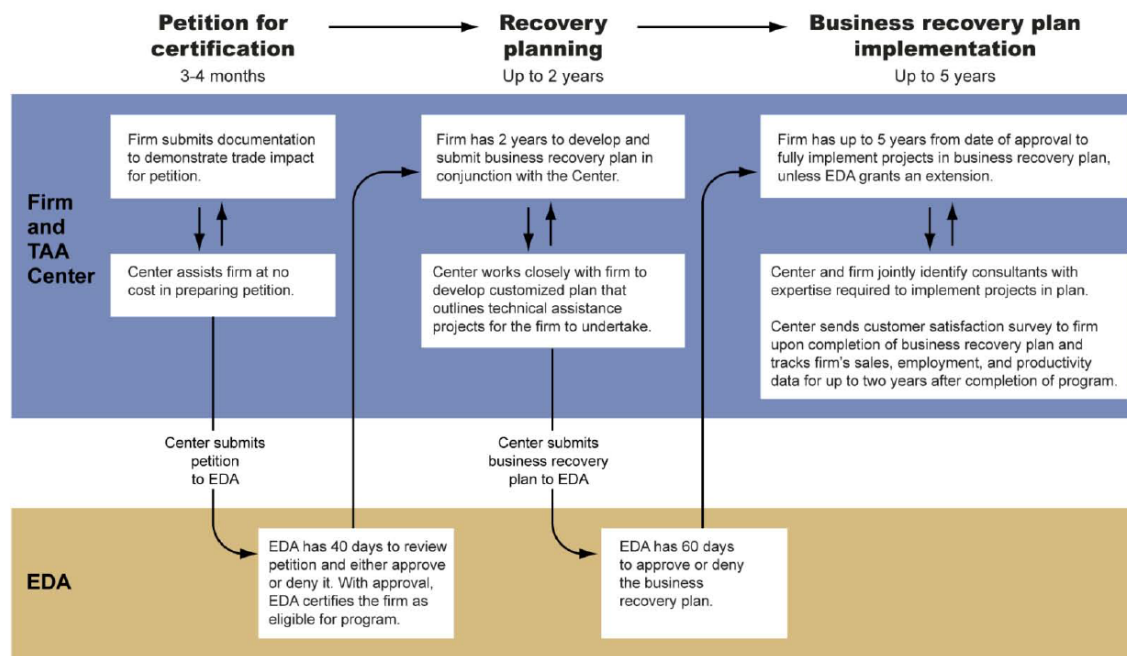 Petition for
certification
3-4 months
Recovery
planning
Up to 2 years
Business recovery plan
implementation
Up to 5 years
Firm
and
TAA
Center
Firm submits documentation
to demonstrate trade impact
for petition.
Center assists firm at no
cost in preparing petition.
Firm has 2 years to develop and
submit business recovery plan in
conjunction with the Center.
Center works closely with firm to
develop customized plan that
outlines technical assistance
projects for the firm to undertake.
Firm has up to 5 years from date of approval to
fully implement projects in business recovery plan,
unless EDA grants an extension.
Center and firm jointly identify consultants with
expertise required to implement projects in plan.
Center sends customer satisfaction survey to firm
upon completion of business recovery plan and
tracks firm's sales, employment, and productivity
data for up to two years after completion of program.
Center submits
petition
to EDA
Center submits
business recovery
plan to EDA
EDA
EDA has 40 days to review
petition and either approve
or deny it. With approval,
EDA certifies the firm as
eligible for program.
EDA has 60 days
to approve or deny
the business
recovery plan.